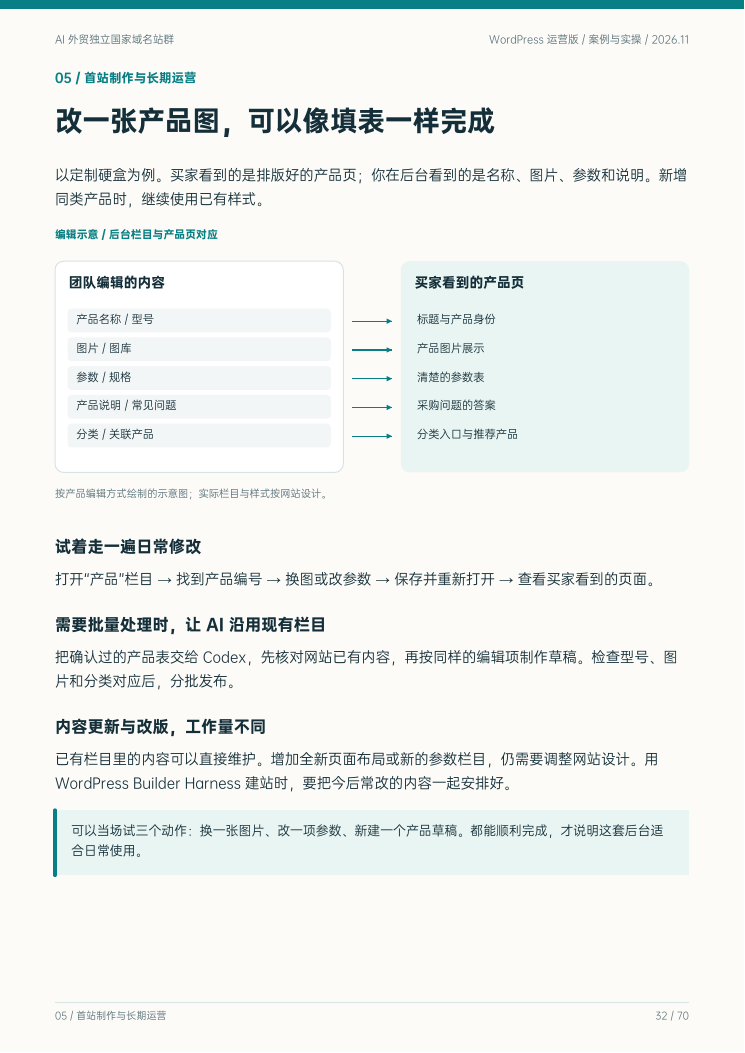 AI 外贸独立国家域名站群
WordPress 运营版 / 案例与实操 / 2026.11
05 / 首站制作与长期运营
改一张产品图，可以像填表一样完成
以定制硬盒为例。买家看到的是排版好的产品页；你在后台看到的是名称、图片、参数和说明。新增
同类产品时，继续使用已有样式。
编辑示意 / 后台栏目与产品页对应
团队编辑的内容
买家看到的产品页
产品名称 / 型号
标题与产品身份
图片 / 图库
产品图片展示
参数 / 规格
清楚的参数表
产品说明 / 常见问题
采购问题的答案
分类 / 关联产品
分类入口与推荐产品
按产品编辑方式绘制的示意图；实际栏目与样式按网站设计。
试着走一遍日常修改
打开“产品”栏目 → 找到产品编号 → 换图或改参数 → 保存并重新打开 → 查看买家看到的页面。
需要批量处理时，让 AI 沿用现有栏目
把确认过的产品表交给 Codex，先核对网站已有内容，再按同样的编辑项制作草稿。检查型号、图
片和分类对应后，分批发布。
内容更新与改版，工作量不同
已有栏目里的内容可以直接维护。增加全新页面布局或新的参数栏目，仍需要调整网站设计。用
WordPress Builder Harness 建站时，要把今后常改的内容一起安排好。
可以当场试三个动作：换一张图片、改一项参数、新建一个产品草稿。都能顺利完成，才说明这套后台适
合日常使用。
05 / 首站制作与长期运营
32 / 70